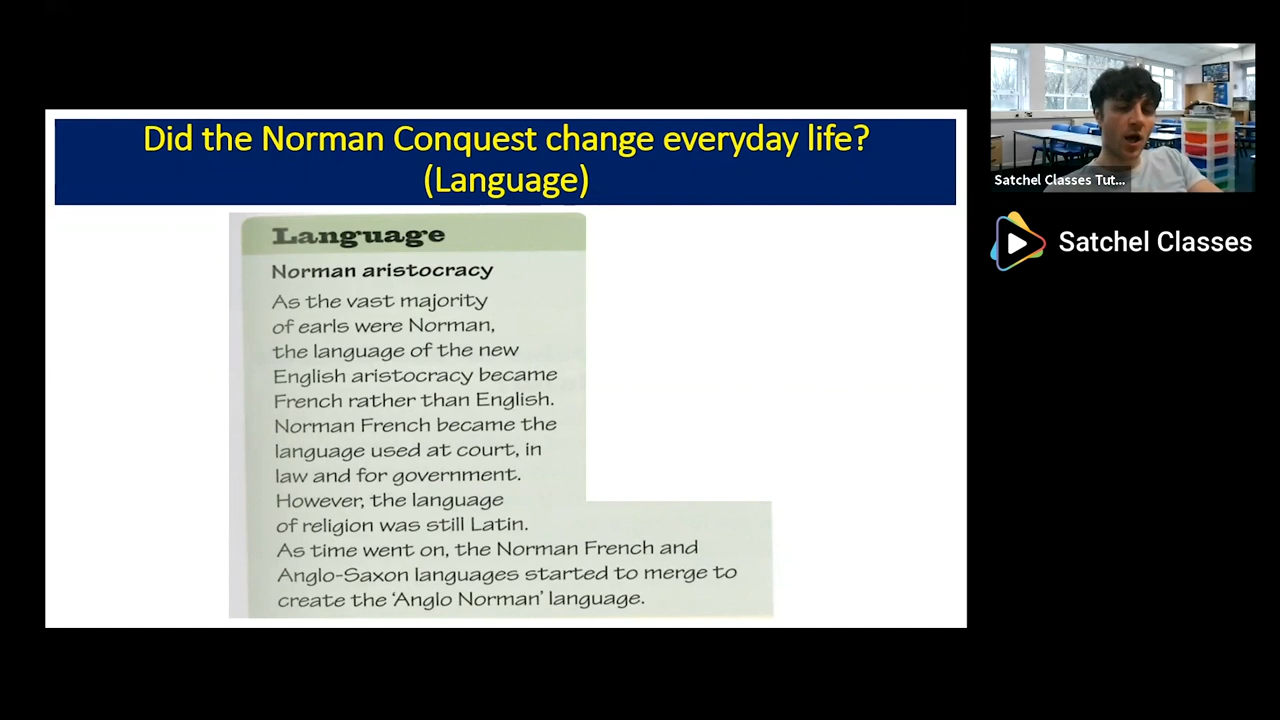 Did the Norman Conquest change everyday life?
(Language)
Language
Norman aristocracy
As the vast majority
of earls were Norman,
the language of the new
English aristocracy became
French rather than English.
Norman French became the
language used at court, in
law and for government.
However, the language
of religion was still Latin.
As time went on, the Norman French and
Anglo-Saxon languages started to merge to
create the ‘Anglo Norman’ language.
Satchel Classes Tut...
Satchel Classes